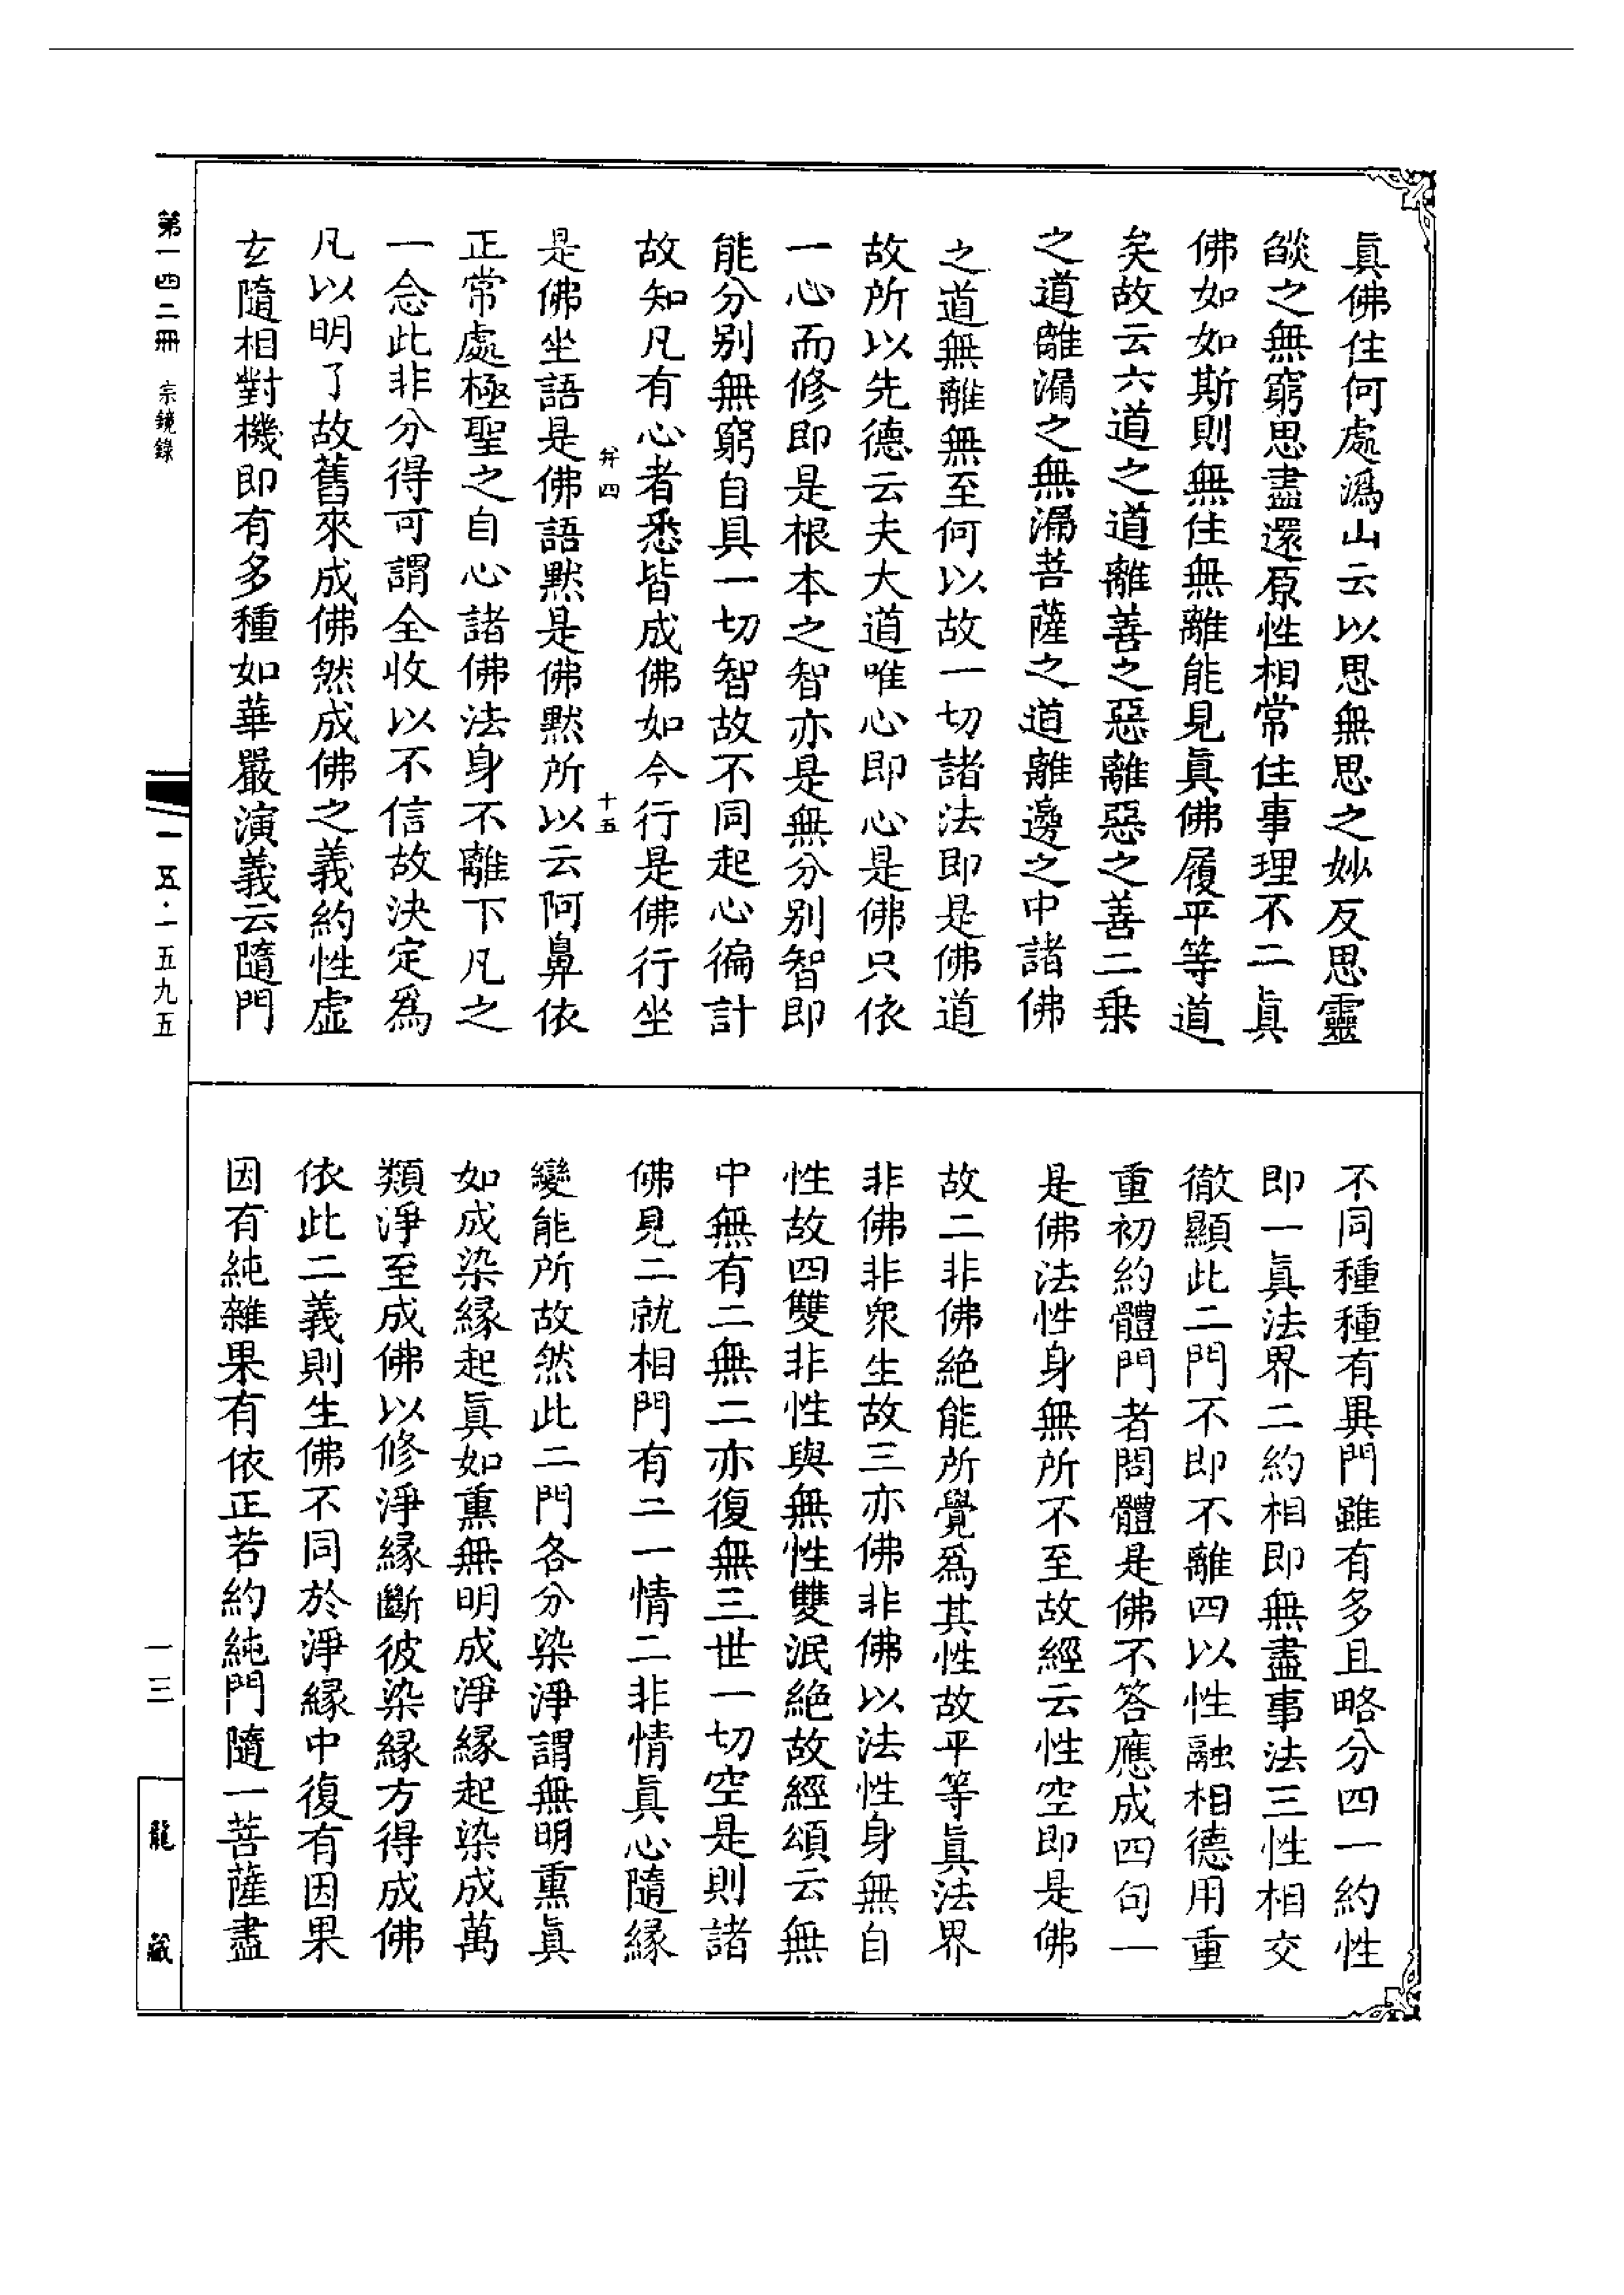 眞佛住何處溈山云以思無思之妙反思靈
燄之無窮思盡還原性相常住事理不二眞
佛如如斯則無住無離能見眞佛履平等道
矣故云六道之道離善之惡離惡之善二乗
之道離漏之無漏菩薩之道離邊之中諸佛
之道無離無至何以故一切諸法即是佛道
故所以先德云夫大道唯心即心是佛只依
一心而修即是根本之智亦是無分别智即
能分别無窮自具一切智故不同起心徧計
故知凡有心者悉皆成佛如今行是佛行坐
是佛坐語是佛語黙是佛黙所以云阿鼻依
正常處極聖之自心諸佛法身不離下凡之
一念此非分得可謂全收以不信故決定爲
凡以明了故舊來成佛然成佛之義約性虚
玄隨相對機即有多種如華嚴演義云隨門
不同種種有異門雖有多且略分四一約性
即一眞法界二約相即無盡事法三性相交
徹顯此二門不即不離四以性融相德用重
重初約體門者問體是佛不答應成四句一
是佛法性身無所不至故經云性空即是佛
故二非佛絶能所覺爲其性故平等眞法界
非佛非衆生故三亦佛非佛以法性身無自
性故四雙非性與無性雙泯絶故經頌云無
中無有二無二亦復無三世一切空是則諸
佛見二就相門有二一情二非情眞心隨縁
變能所故然此二門各分染淨謂無明熏眞
如成染縁起眞如熏無明成淨縁起染成萬
類淨至成佛以修淨縁斷彼染縁方得成佛
依此二義則生佛不同於淨縁中復有因果
因有純雜果有依正若約純門隨一菩薩盡
弁四
十五
第一四二冊 宗鏡錄
一五·一五九五
一三
龍藏